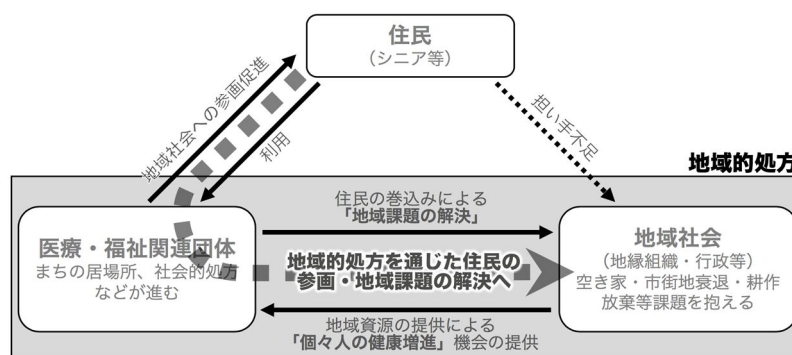 住民
（シニア等）
地域社会への参画促進
利用
担い手不足
地域的処方
住民の巻込みによる
「地域課題の解決」
医療・福祉関連団体
まちの居場所、社会的処方
などが進む
地域的処方を通じた住民の
参画・地域課題の解決へ
地域社会
（地縁組織・行政等）
空き家・市街地衰退・耕作
放棄等課題を抱える
地域資源の提供による
「個々人の健康増進」機会の提供